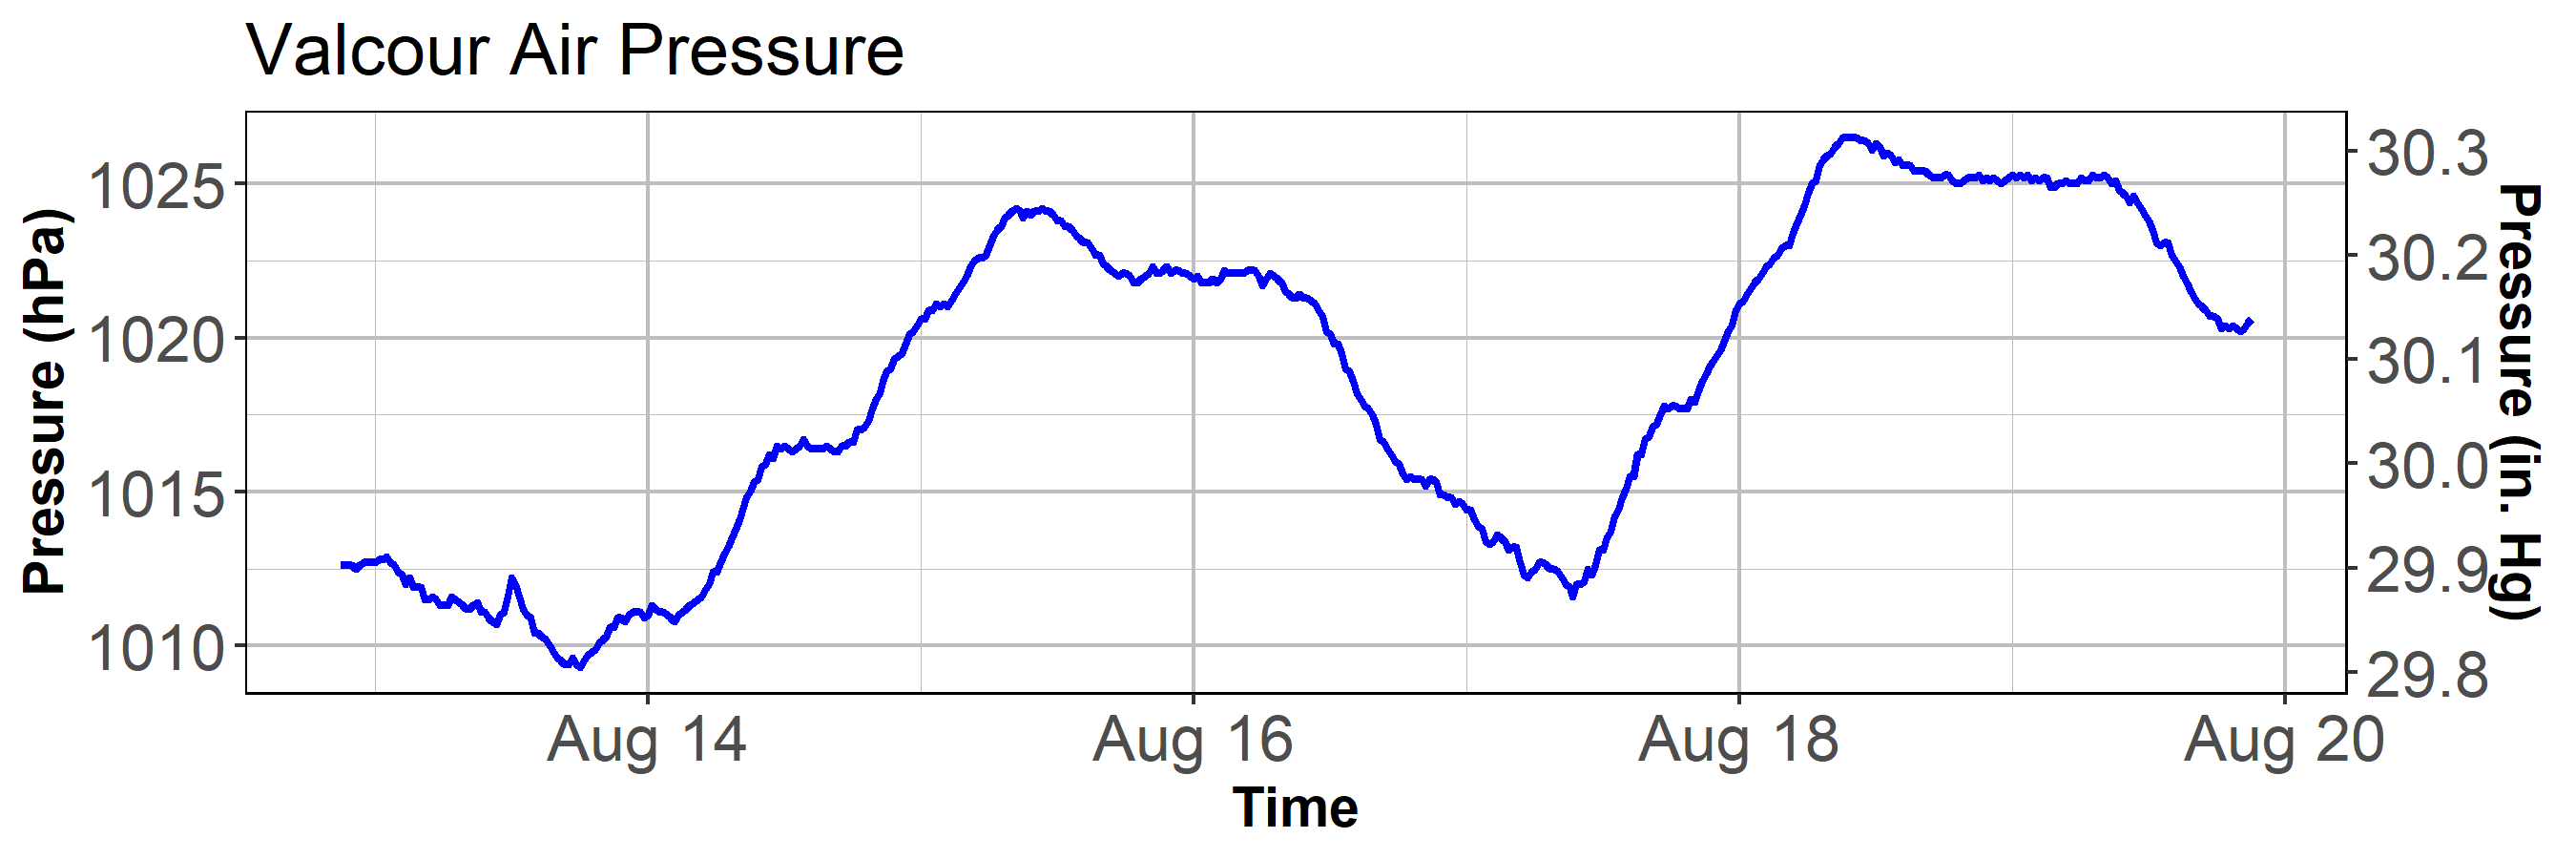 Valcour Air Pressure
Pressure (hPa)
1025
1020
1015
1010
30.3
30.2
30.1
30.0
29.9
29.8
Pressure (in. Hg)
Aug 14
Aug 16
Aug 18
Aug 20
Time